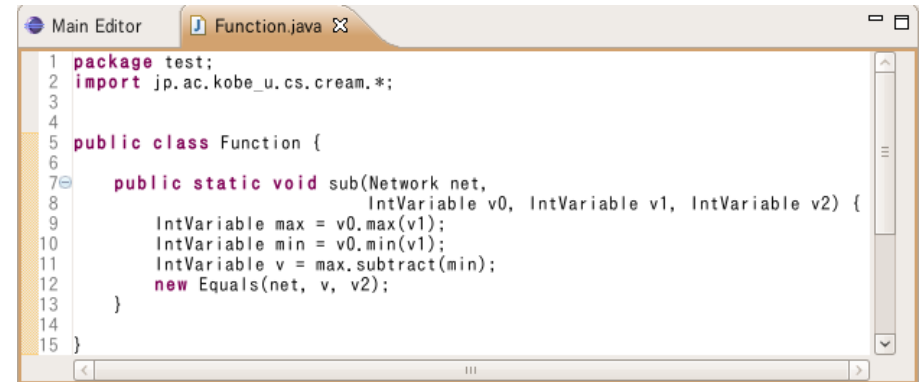 Main Editor Function.java
1 package test;
2 import jp.ac.kobe_u.cs.cream.*;
3
4
5 public class Function {
6
7 public static void sub(Network net,
8 IntVariable v0, IntVariable v1, IntVariable v2) {
9 IntVariable max = v0.max(v1);
10 IntVariable min = v0.min(v1);
11 IntVariable v = max.subtract(min);
12 new Equals(net, v, v2);
13 }
14
15 }